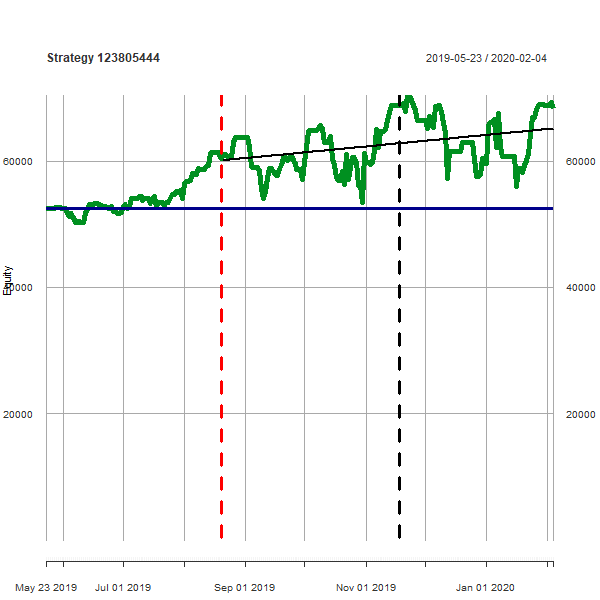 Strategy 123805444
2019-05-23 / 2020-02-04
60000
60000
Equity
40000
40000
20000
20000
May 23 2019
Jul 01 2019
Sep 01 2019
Nov 01 2019
Jan 01 2020